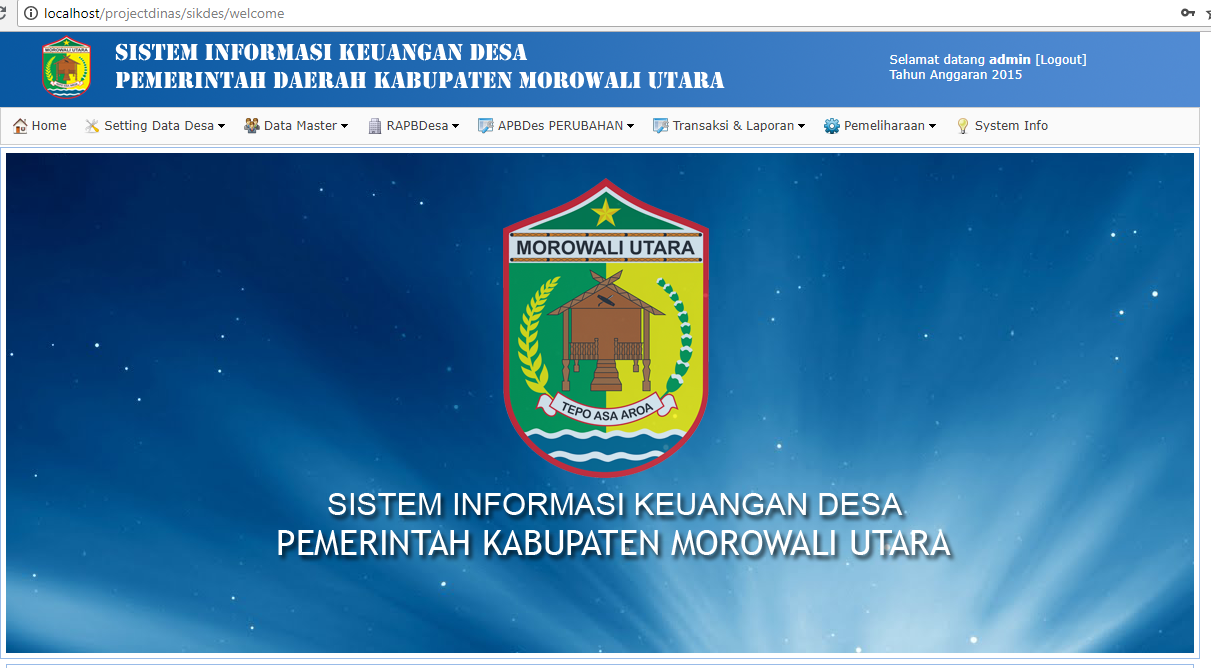 localhost/projectdinas/sikdes/welcome
MOROWALI UTARA
SISTEM INFORMASI KEUANGAN DESA
PEMERINTAH DAERAH KABUPATEN MOROWALI UTARA
Selamat datang admin [Logout]
Tahun Anggaran 2015
Home Setting Data Desa Data Master RAPBDesa APBDes PERUBAHAN Transaksi & Laporan Pemeliharaan System Info
MOROWALI UTARA
TEPO ASA AROA
SISTEM INFORMASI KEUANGAN DESA
PEMERINTAH KABUPATEN MOROWALI UTARA